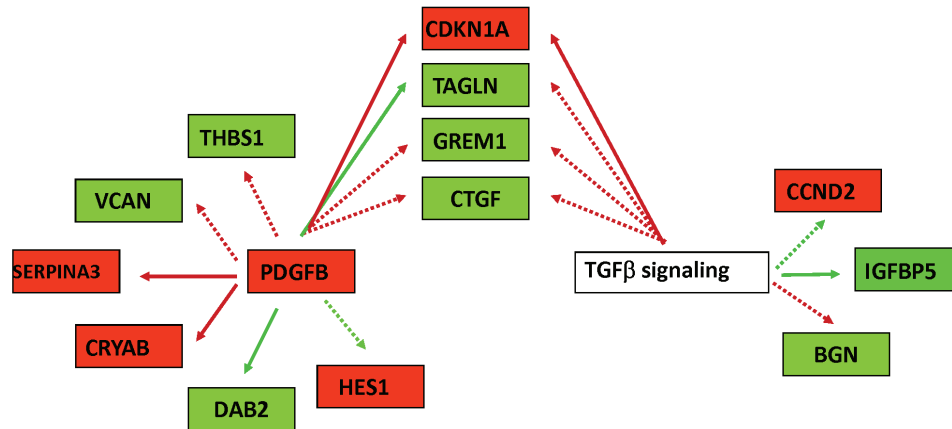 CDKN1A
TAGLN
THBS1
GREM1
VCAN
CTGF
CCND2
SERPINA3
PDGFB
TGFβ signaling
IGFBP5
CRYAB
BGN
HES1
DAB2